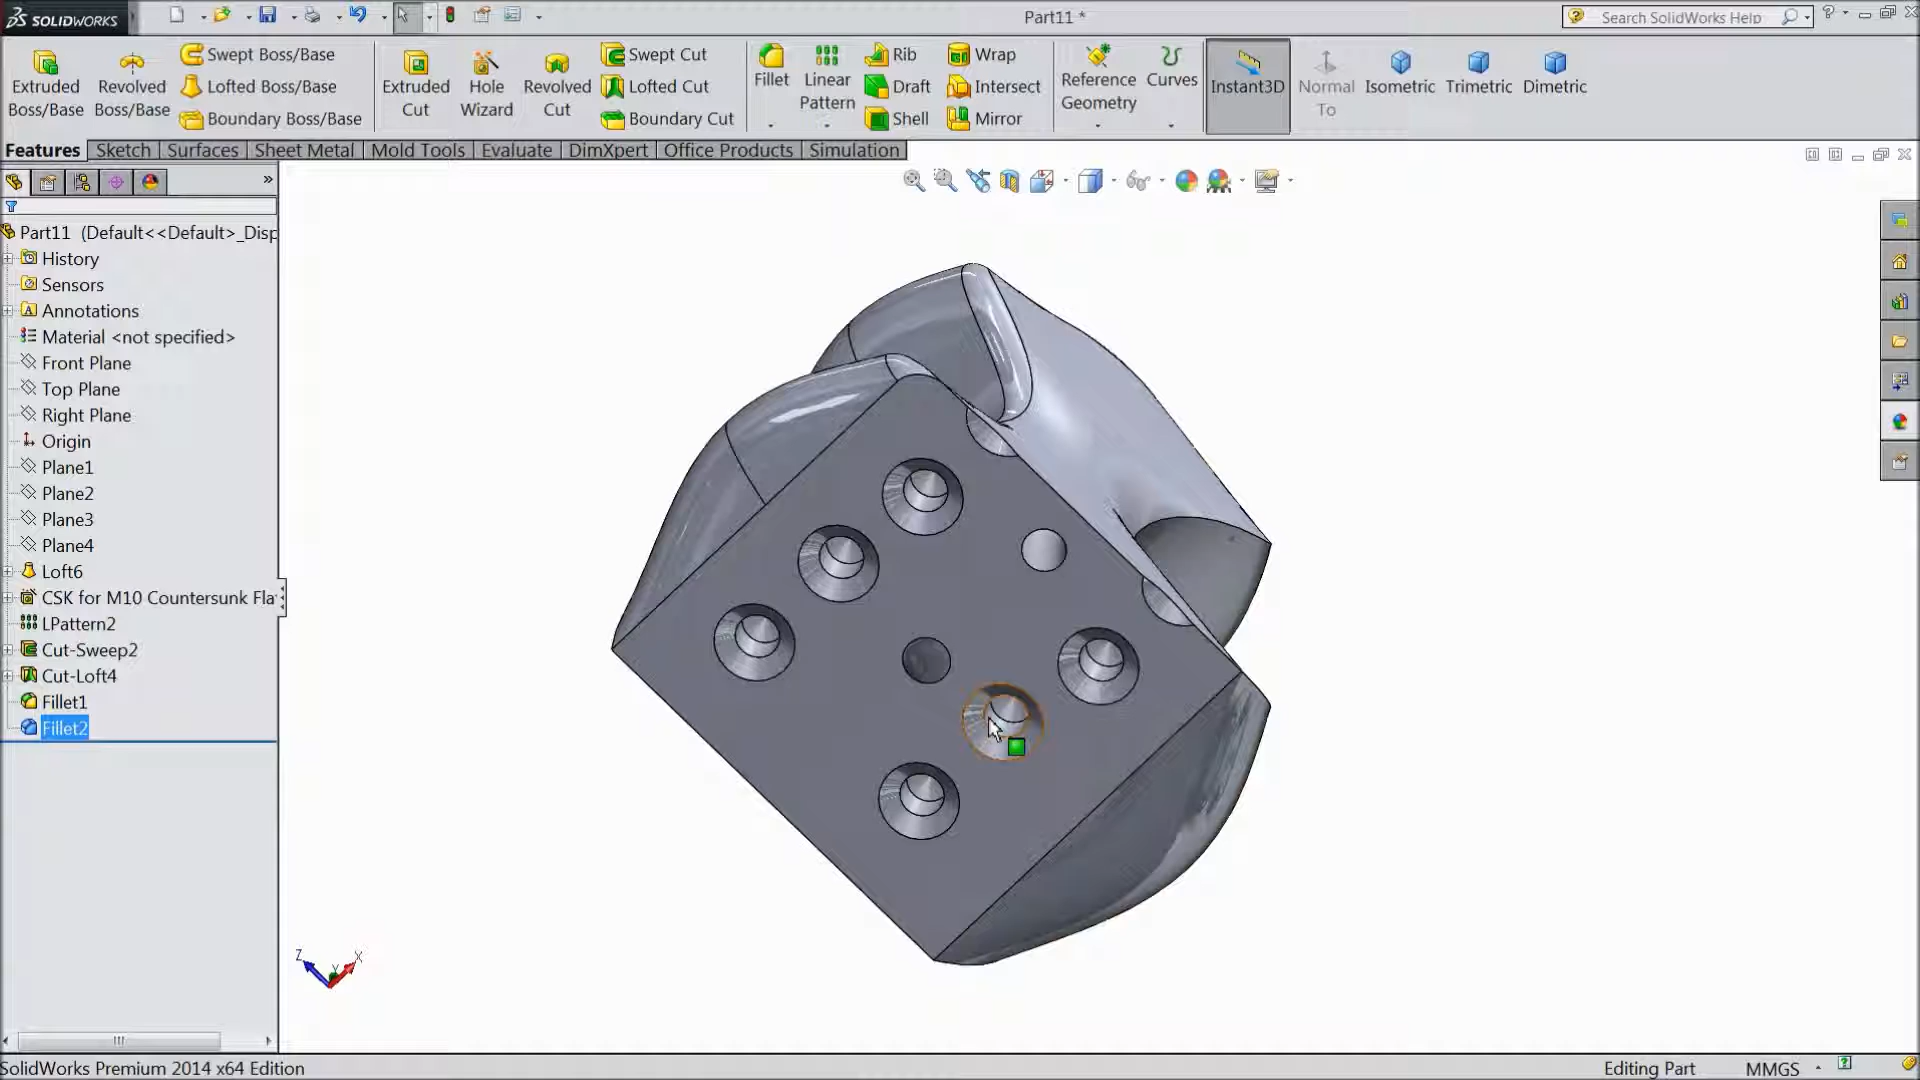 SOLIDWORKS
Part11 *
Search SolidWorks Help
Extruded Boss/Base
Revolved Boss/Base
Swept Boss/Base
Lofted Boss/Base
Boundary Boss/Base
Extruded Cut
Hole Wizard
Revolved Cut
Swept Cut
Lofted Cut
Boundary Cut
Fillet
Linear Pattern
Rib
Draft
Shell
Wrap
Intersect
Mirror
Reference Geometry
Curves
Instant3D
Normal To
Isometric
Trimetric
Dimetric
Features Sketch Surfaces Sheet Metal Mold Tools Evaluate DimXpert Office Products Simulation
Part11 (Default<<Default>_Disp
History
Sensors
Annotations
Material <not specified>
Front Plane
Top Plane
Right Plane
Origin
Plane1
Plane2
Plane3
Plane4
Loft6
CSK for M10 Countersunk Fla
LPattern2
Cut-Sweep2
Cut-Loft4
Fillet1
Fillet2
Z Y X
SolidWorks Premium 2014 x64 Edition
Editing Part
MMGS